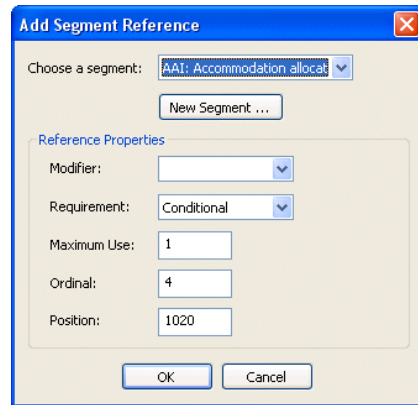 Add Segment Reference
Choose a segment: AAI: Accommodation allocat
New Segment ...
Reference Properties
Modifier:
Requirement: Conditional
Maximum Use: 1
Ordinal: 4
Position: 1020
OK Cancel